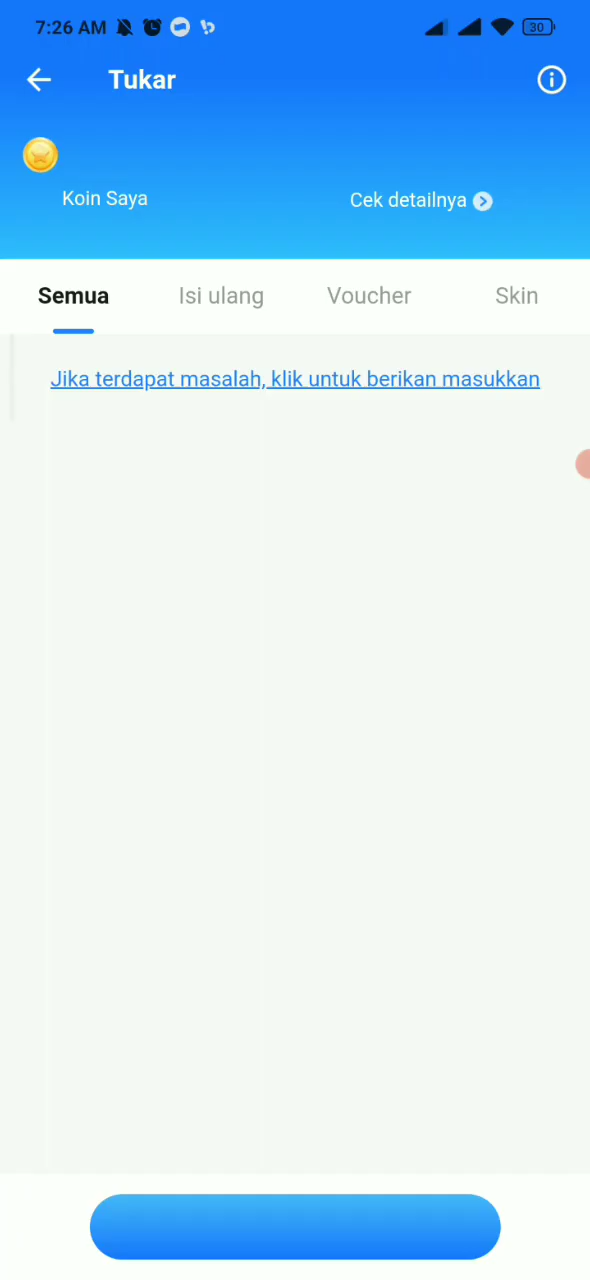 7:26 AM
30
Tukar
Koin Saya
Cek detailnya
Semua
Isi ulang
Voucher
Skin
Jika terdapat masalah, klik untuk berikan masukkan